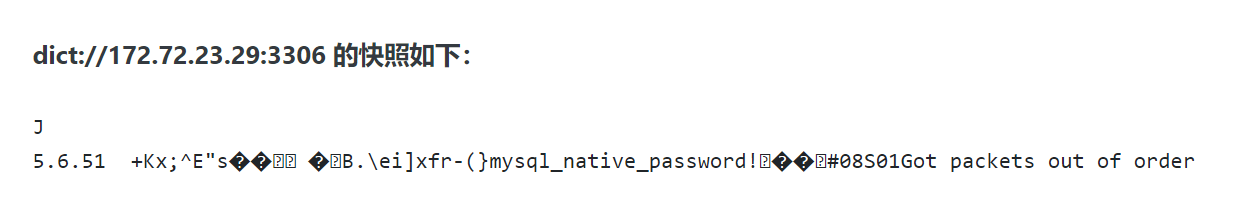 dict://172.72.23.29:3306 的快照如下：
J
5.6.51  +Kx;^E"s��￾￾ �￾B.\ei]xfr-(}mysql_native_password!￾��￾#08S01Got packets out of order